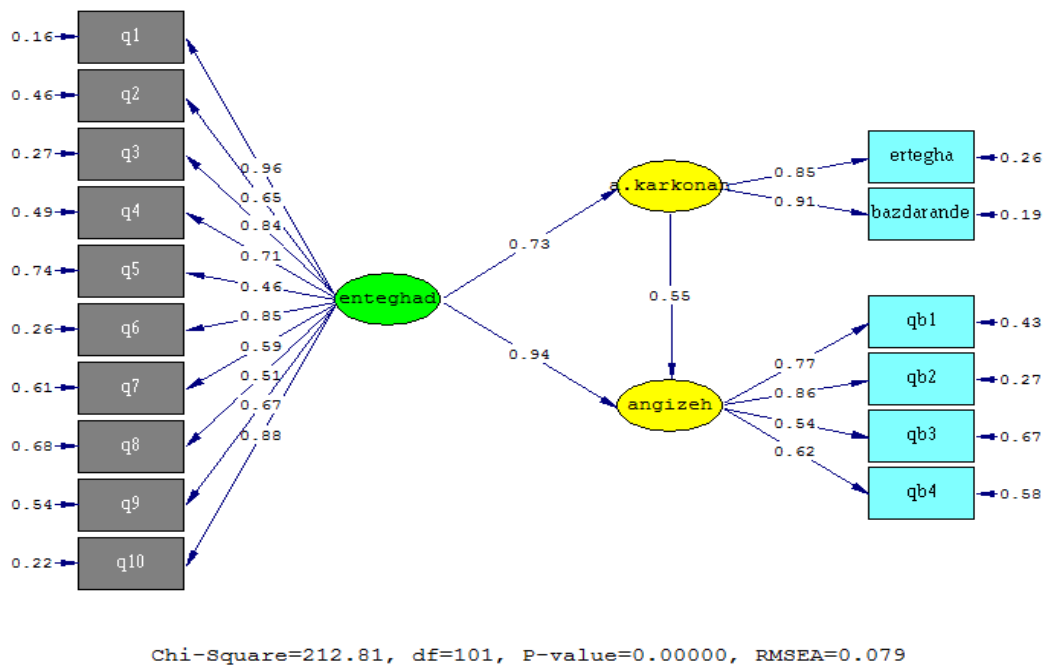 0.16 q1
0.46 q2
0.27 q3
0.49 q4
0.74 q5
0.26 q6
0.61 q7
0.68 q8
0.54 q9
0.22 q10
0.96
0.65
0.84
0.71
0.46
0.85
0.59
0.51
0.67
0.88
enteghad
0.73
0.94
a.karkonan
0.55
angizeh
0.85
0.91
ertegha 0.26
bazdarande 0.19
0.77
0.86
0.54
0.62
qb1 0.43
qb2 0.27
qb3 0.67
qb4 0.58
Chi-Square=212.81, df=101, P-value=0.00000, RMSEA=0.079